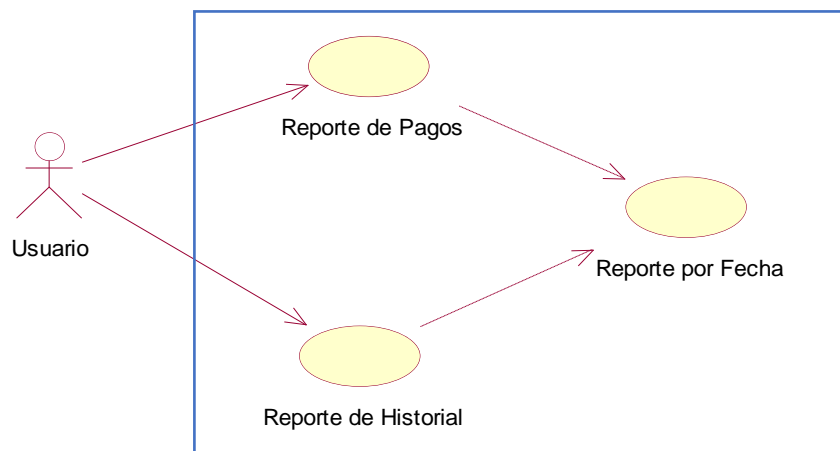 Reporte de Pagos
Usuario
Reporte por Fecha
Reporte de Historial